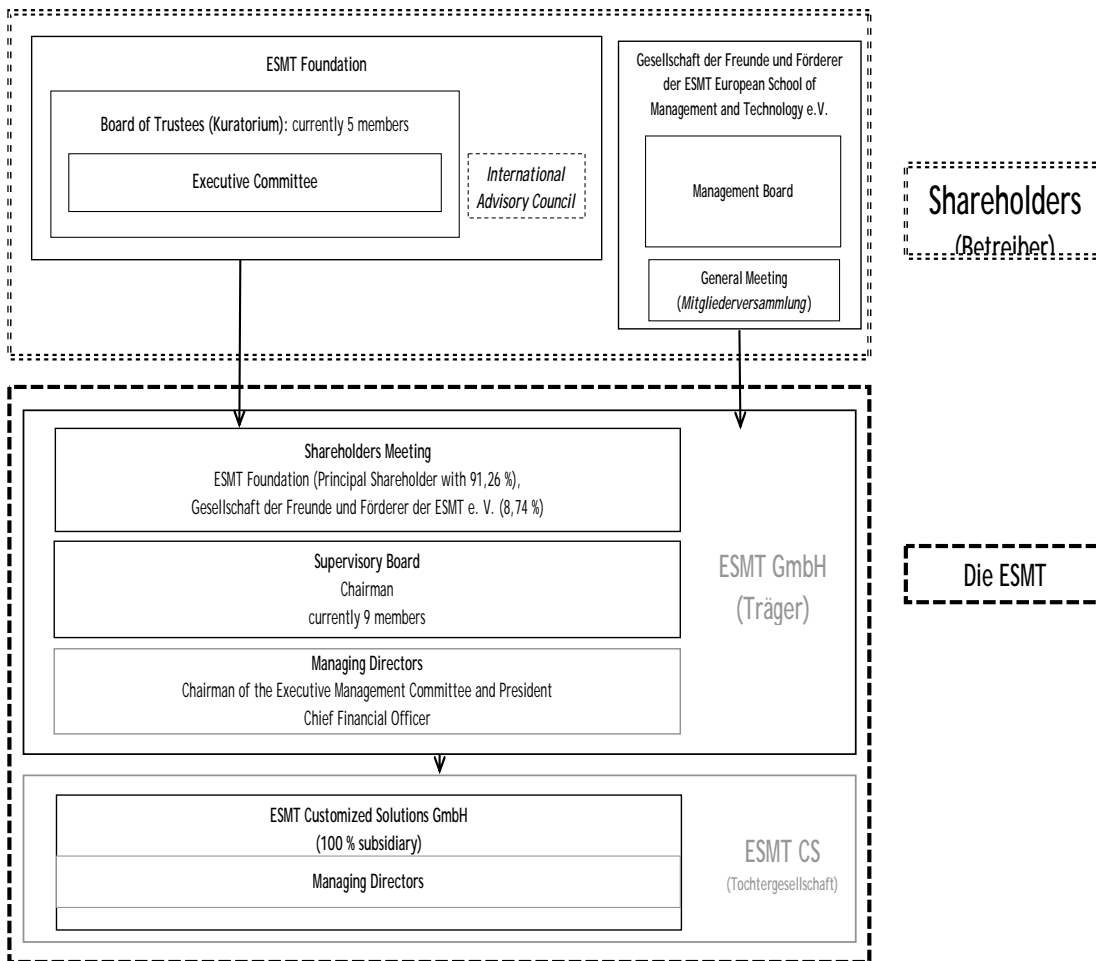 ESMT Foundation
Board of Trustees (Kuratorium): currently 5 members
Executive Committee
International
Advisory Council
Gesellschaft der Freunde und Förderer
der ESMT European School of
Management and Technology e.V.
Management Board
General Meeting
(Mitgliederversammlung)
Shareholders
(Betreiber)
Shareholders Meeting
ESMT Foundation (Principal Shareholder with 91,26 %),
Gesellschaft der Freunde und Förderer der ESMT e. V. (8,74 %)
Supervisory Board
Chairman
currently 9 members
Managing Directors
Chairman of the Executive Management Committee and President
Chief Financial Officer
ESMT GmbH
(Träger)
Die ESMT
ESMT Customized Solutions GmbH
(100 % subsidiary)
Managing Directors
ESMT CS
(Tochtergesellschaft)